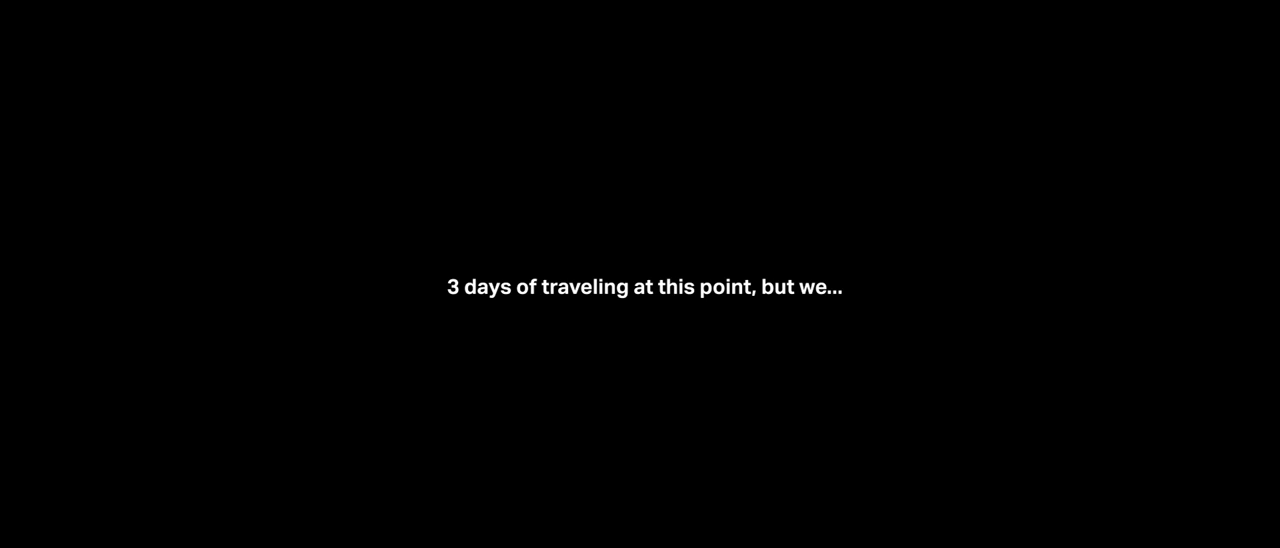 3 days of traveling at this point, but we...